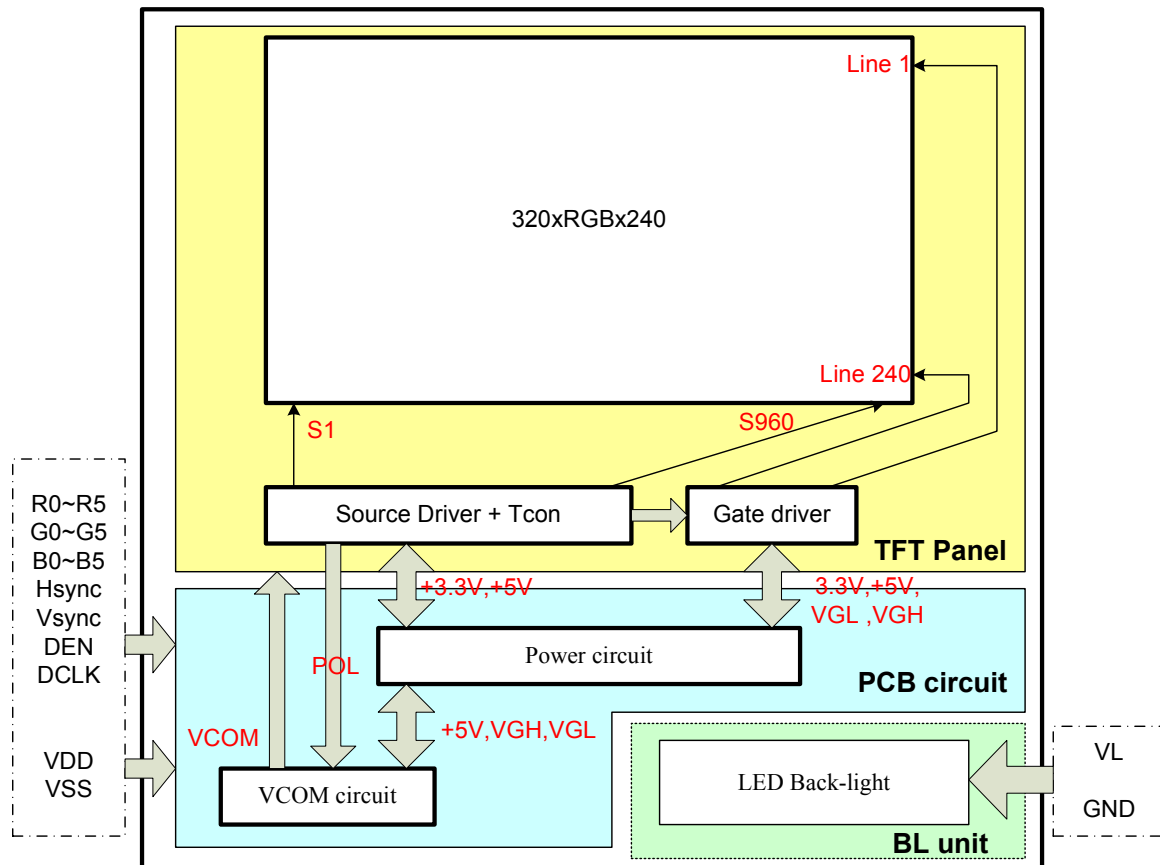 Line 1
320xRGBx240
Line 240
S1
S960
Source Driver + Tcon
Gate driver
TFT Panel
R0~R5
G0~G5
B0~B5
Hsync
Vsync
DEN
DCLK
VDD
VSS
+3.3V,+5V
3.3V,+5V,
VGL ,VGH
Power circuit
POL
PCB circuit
VCOM
+5V,VGH,VGL
VCOM circuit
LED Back-light
BL unit
VL
GND